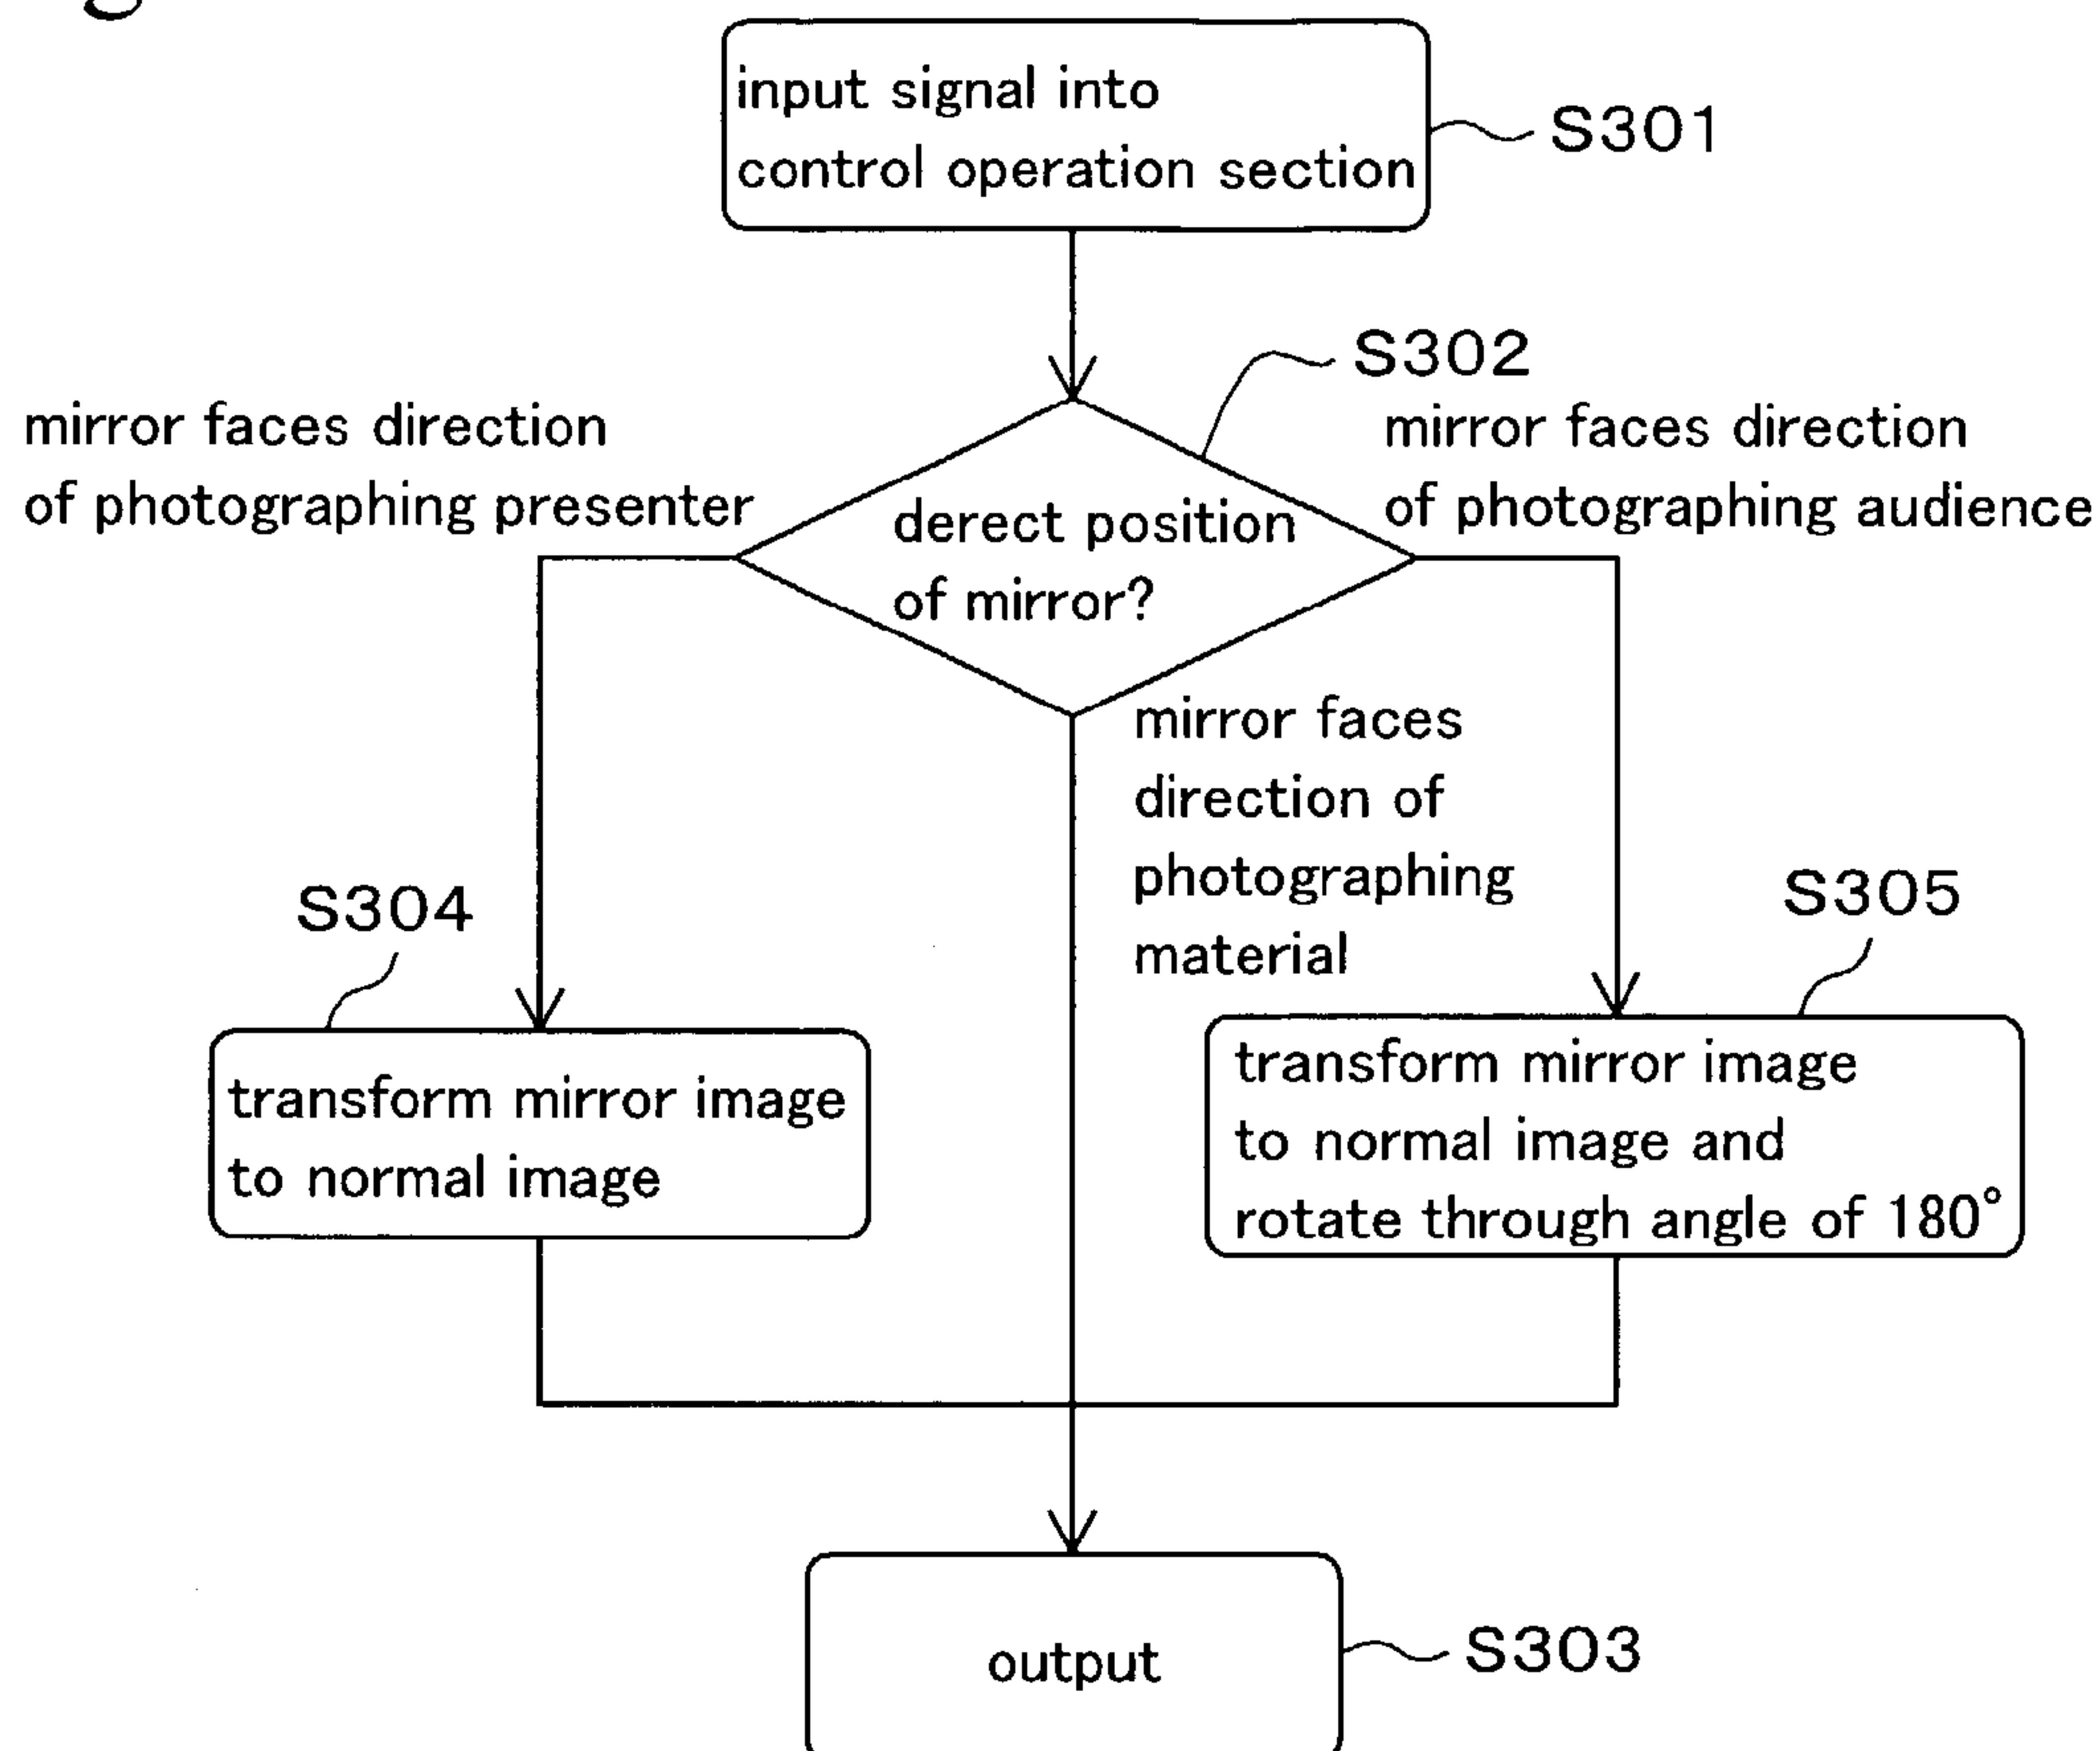 input signal into
control operation section
S301
S302
mirror faces direction
of photographing presenter
mirror faces direction
of photographing audience
derect position
of mirror?
mirror faces
direction of
photographing
material
S304
S305
transform mirror image
to normal image
transform mirror image
to normal image and
rotate through angle of 180°
output
S303